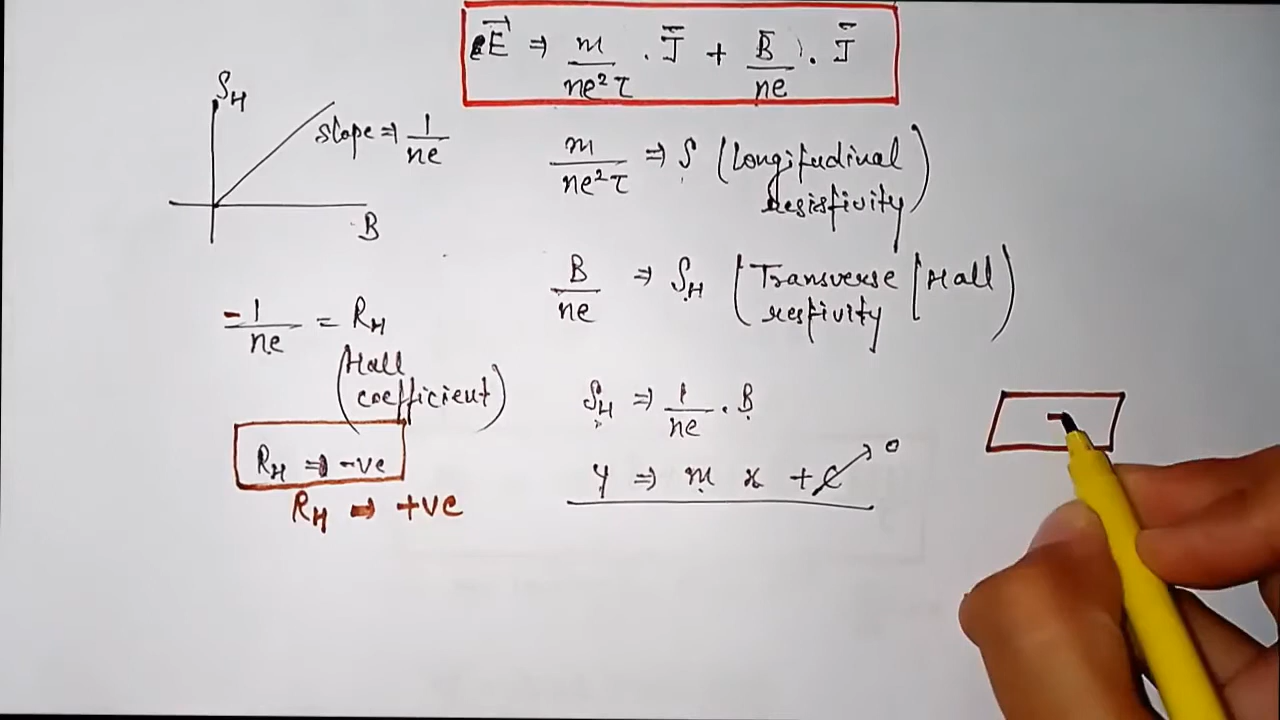 E⃗ ⇒ m/ne²τ . J̄ + B̄/ne . J̄
S_H
slope ⇒ 1/ne
B
m/ne²τ ⇒ S (Longitudinal
resistivity)
B/ne ⇒ S_H (Transverse [Hall)
restivity
-1/ne = R_H
(Hall
coefficient)
S_H ⇒ 1/ne . B
R_H ⇒ -ve
y ⇒ m x + c → 0
R_H ⇒ +ve
-